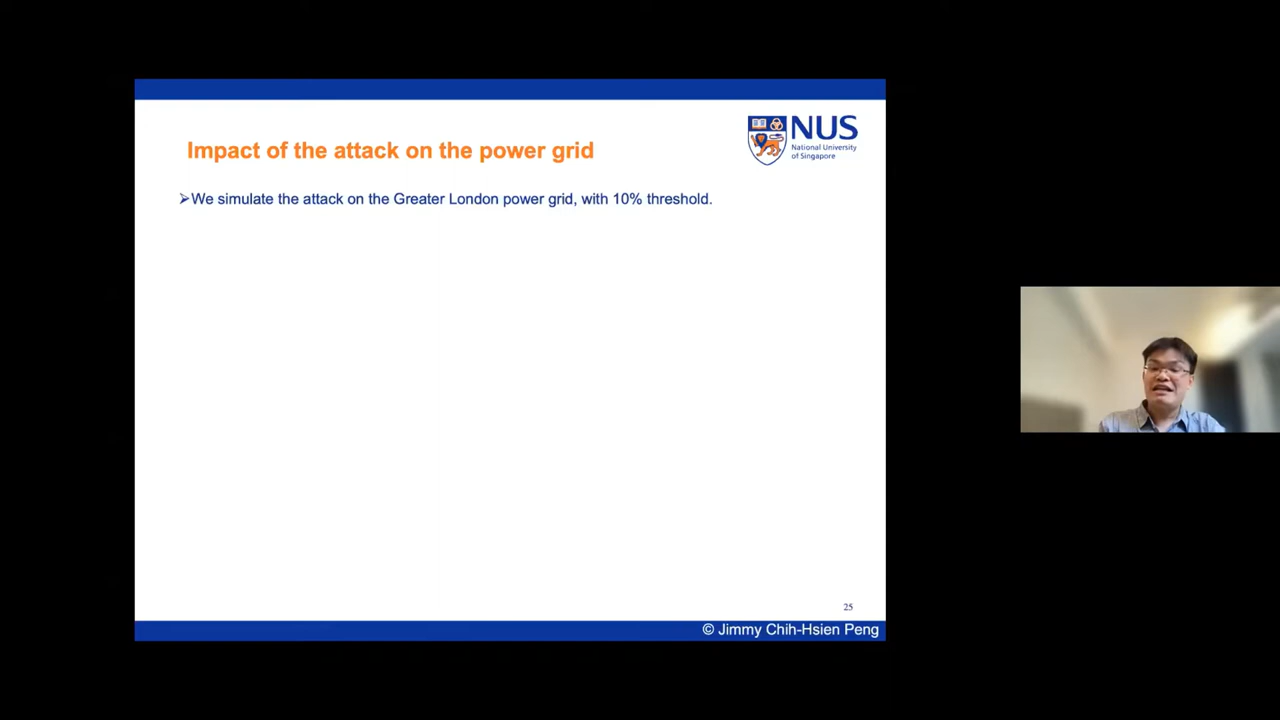 NUS
National University
of Singapore
Impact of the attack on the power grid
➢We simulate the attack on the Greater London power grid, with 10% threshold.
25
© Jimmy Chih-Hsien Peng